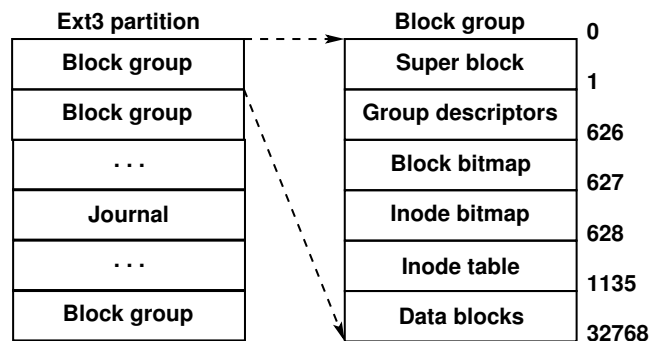 Ext3 partition
Block group
Block group
. . .
Journal
. . .
Block group
Block group
0
Super block
1
Group descriptors
626
Block bitmap
627
Inode bitmap
628
Inode table
1135
Data blocks
32768